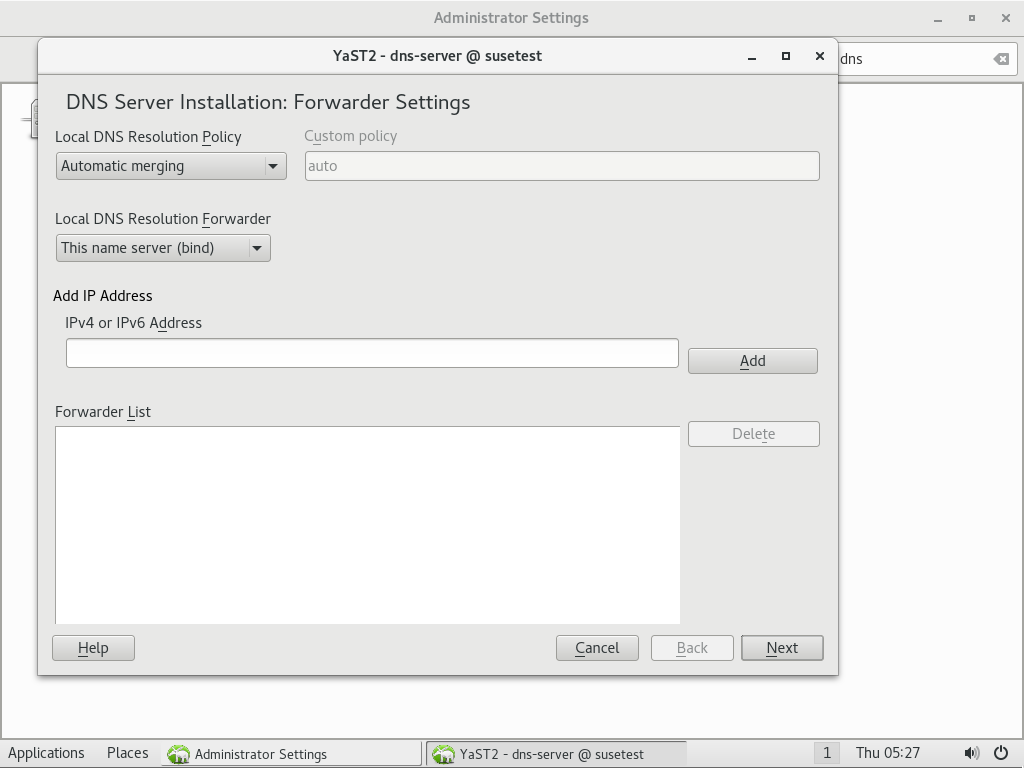 Administrator Settings
dns
YaST2 - dns-server @ susetest
DNS Server Installation: Forwarder Settings
Local DNS Resolution Policy
Custom policy
Automatic merging
auto
Local DNS Resolution Forwarder
This name server (bind)
Add IP Address
IPv4 or IPv6 Address
Add
Forwarder List
Delete
Help
Cancel
Back
Next
Applications
Places
Administrator Settings
YaST2 - dns-server @ susetest
1
Thu 05:27